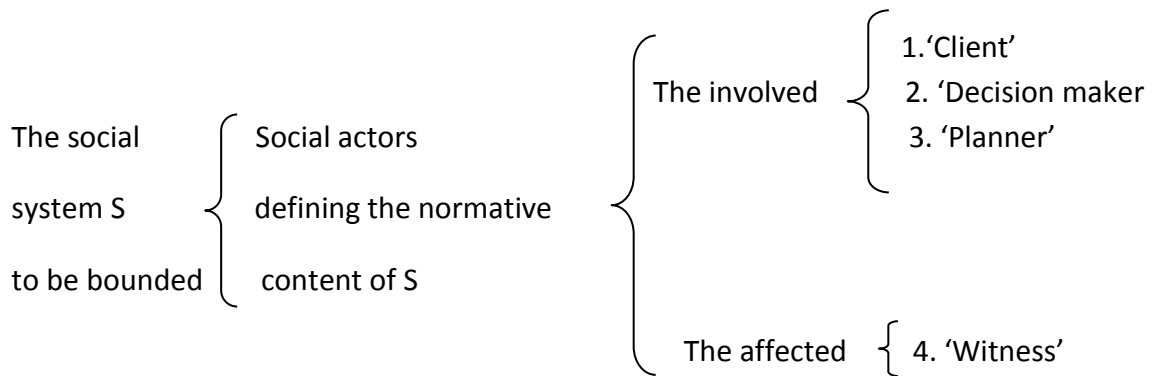 1.‘Client’
The involved
2. ‘Decision maker
The social
Social actors
3. ‘Planner’
system S
defining the normative
to be bounded
content of S
The affected
4. ‘Witness’